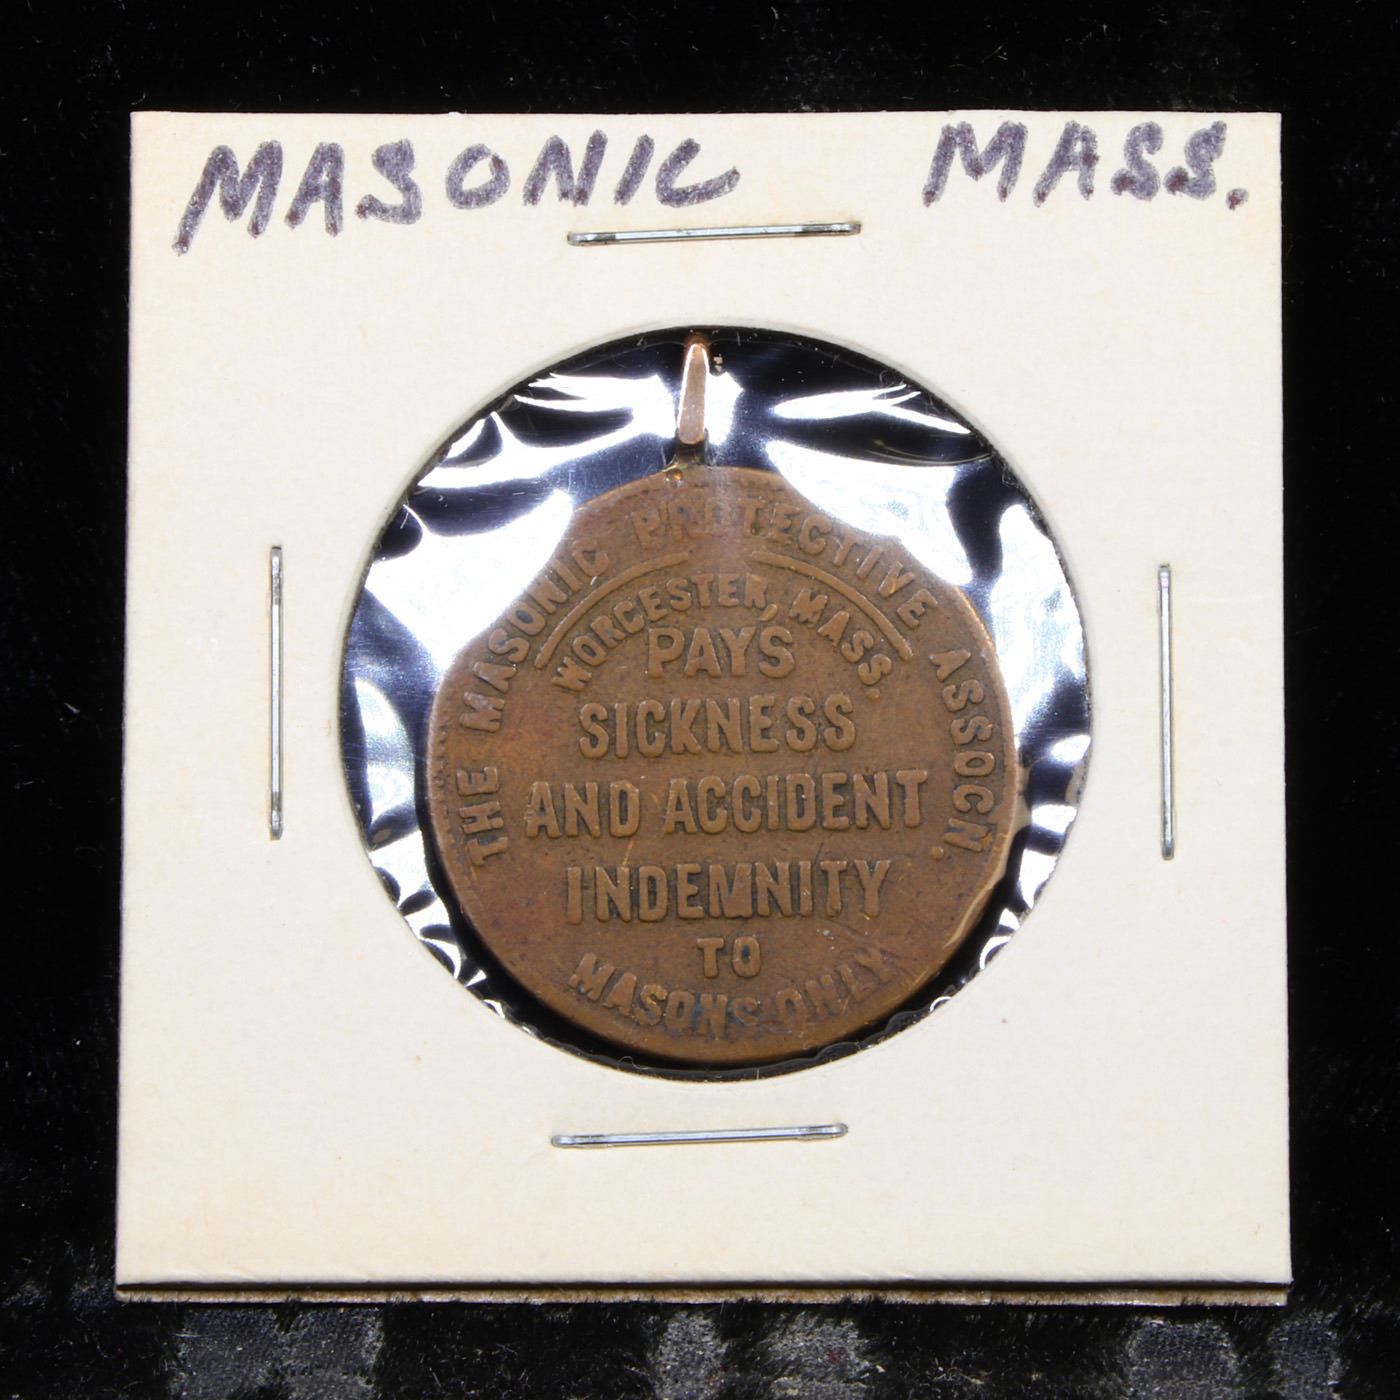 MASONIC MASS.
THE MASONIC PROTECTIVE ASSOCN.
WORCESTER, MASS.
PAYS
SICKNESS
AND ACCIDENT
INDEMNITY
TO
MASONS ONLY